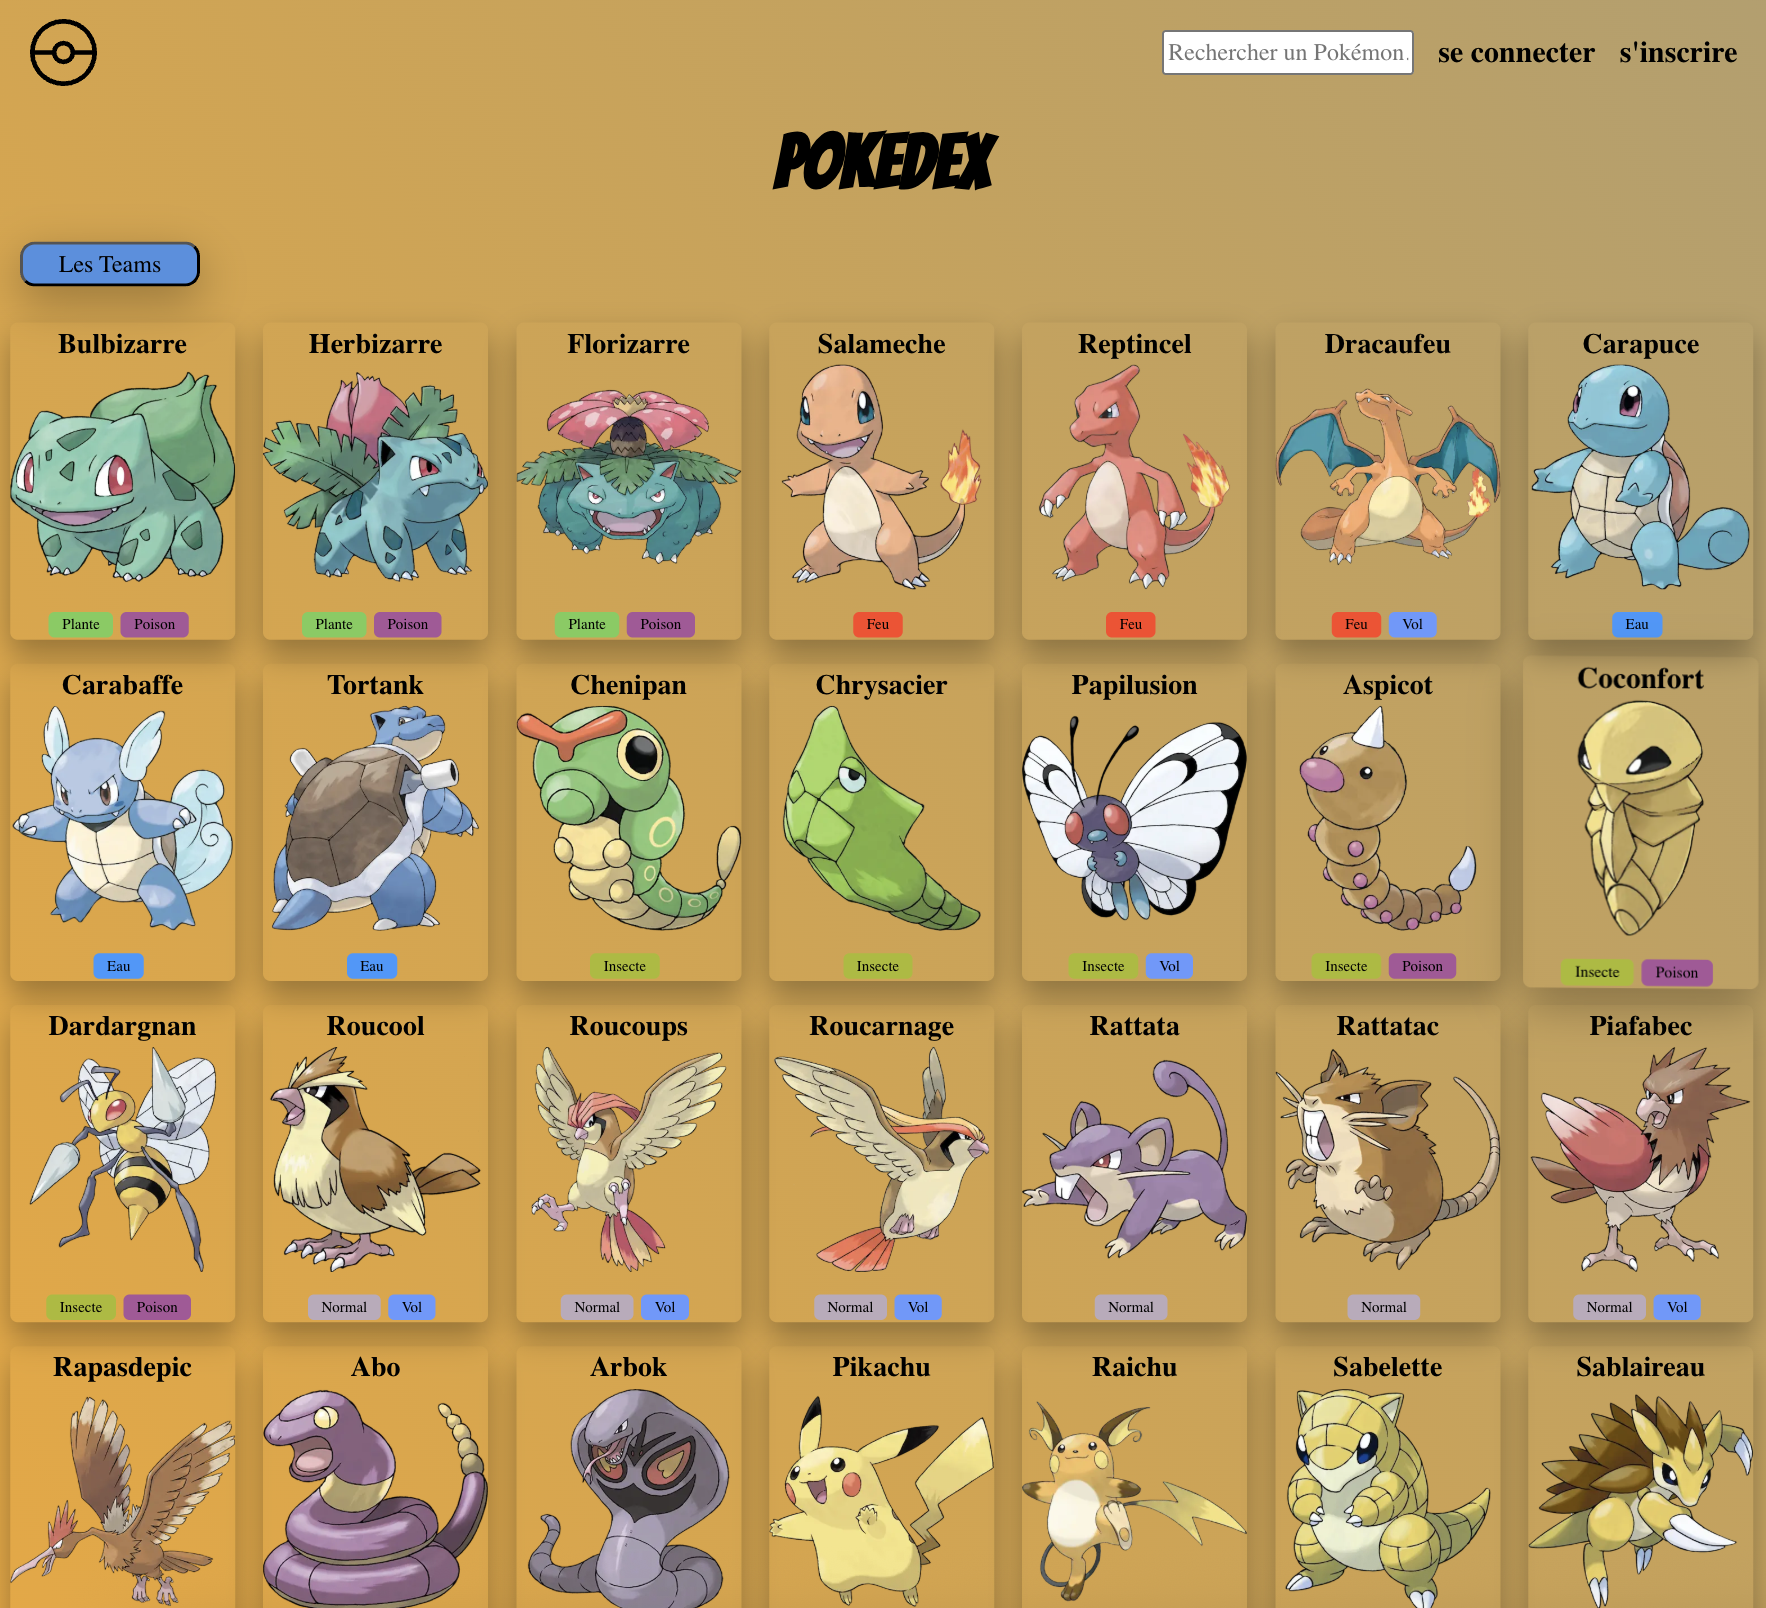 Rechercher un Pokémon.
se connecter
s'inscrire
POKEDEX
Les Teams
Bulbizarre
Herbizarre
Florizarre
Salameche
Reptincel
Dracaufeu
Carapuce
Plante Poison
Plante Poison
Plante Poison
Feu
Feu
Feu Vol
Eau
Carabaffe
Tortank
Chenipan
Chrysacier
Papilusion
Aspicot
Coconfort
Eau
Eau
Insecte
Insecte
Insecte Vol
Insecte Poison
Insecte Poison
Dardargnan
Roucool
Roucoups
Roucarnage
Rattata
Rattatac
Piafabec
Insecte Poison
Normal Vol
Normal Vol
Normal Vol
Normal
Normal
Normal Vol
Rapasdepic
Abo
Arbok
Pikachu
Raichu
Sabelette
Sablaireau